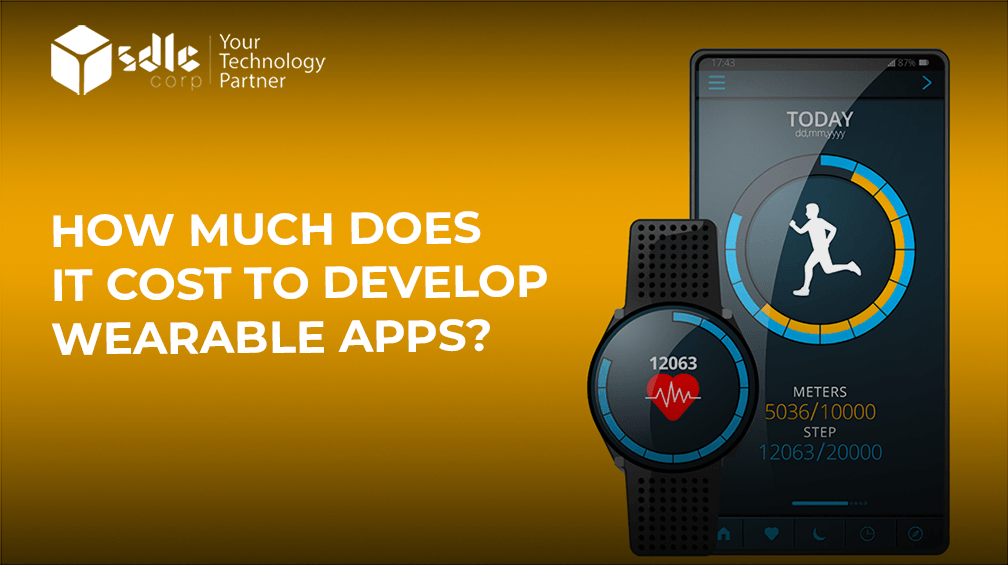 sdlc
corp
Your
Technology
Partner
HOW MUCH DOES
IT COST TO DEVELOP
WEARABLE APPS?
17:43
87%
TODAY
dd,mm,yyyy
12063
METERS
5036/10000
STEP
12063/20000